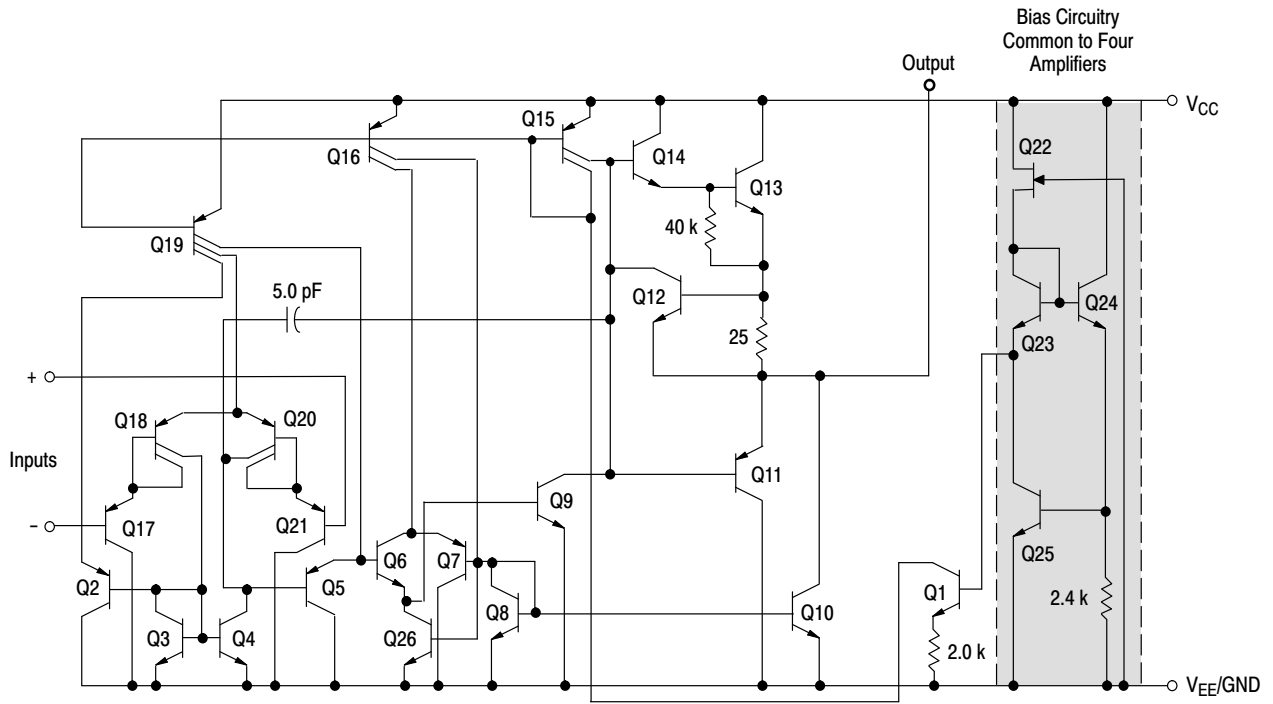 Bias Circuitry
Common to Four
Amplifiers
Output
VCC
Q15
Q22
Q16
Q14
Q13
40 k
Q19
5.0 pF
Q12
Q24
25
Q23
+
Q18
Q20
Inputs
Q11
Q9
–
Q17
Q21
Q25
Q2
Q5
Q6
Q7
Q1
Q8
Q10
2.4 k
Q3
Q4
Q26
2.0 k
VEE/GND